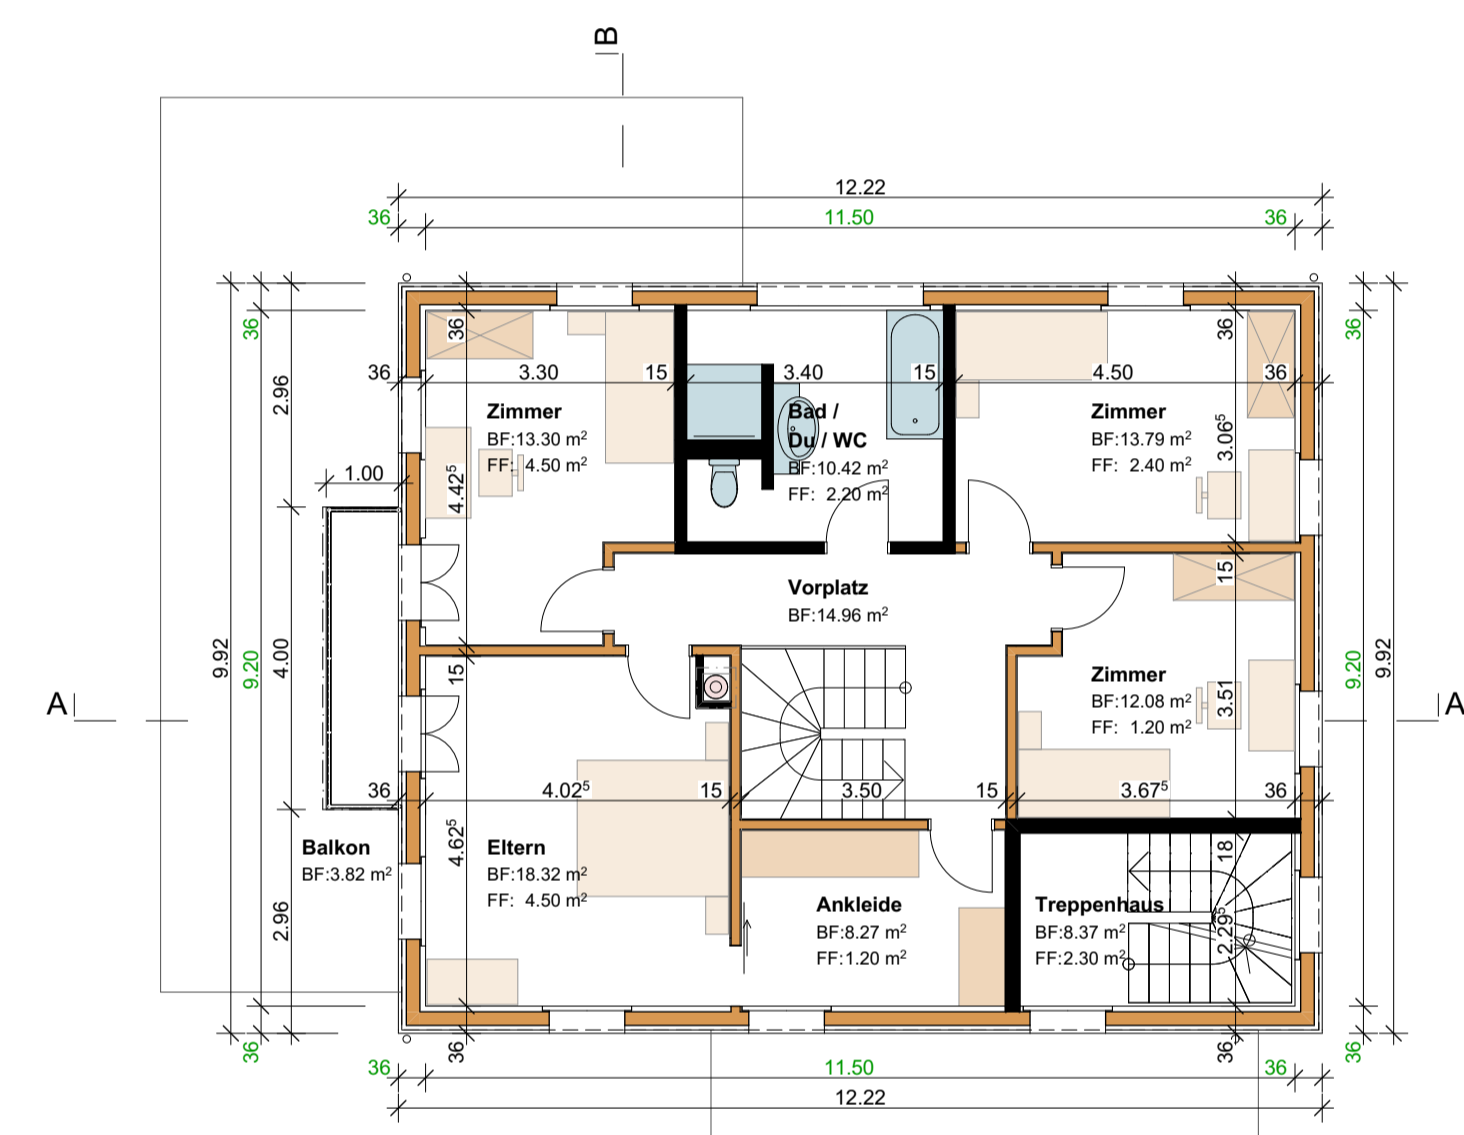 B
12.22
36 11.50 36
36 36 36 36
2.96
36 3.30 15 3.40 15 4.50 36
Zimmer
BF:13.30 m²
FF: 4.50 m²
Bad /
Du / WC
BF:10.42 m²
FF: 2.20 m²
Zimmer
BF:13.79 m²
FF: 2.40 m²
3.06⁵
1.00
4.42⁵
15
Vorplatz
BF:14.96 m²
9.92 9.20 4.00
15
Zimmer
BF:12.08 m²
FF: 1.20 m²
3.51
9.20 9.92
A
A
36 4.02⁵ 15 3.50 15 3.67⁵ 36
Balkon
BF:3.82 m²
4.62⁵
Eltern
BF:18.32 m²
FF: 4.50 m²
18
Ankleide
BF:8.27 m²
FF:1.20 m²
Treppenhaus
BF:8.37 m²
FF:2.30 m²
2.29⁵
2.96
36 36 36 36
36 11.50 36
12.22